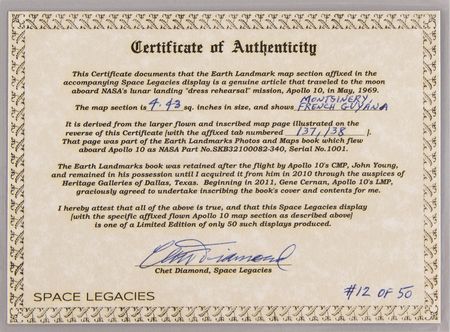 Certificate of Authenticity
This Certificate documents that the Earth Landmark map section affixed in the
accompanying Space Legacies display is a genuine article that traveled to the moon
aboard NASA's lunar landing "dress rehearsal" mission, Apollo 10, in May, 1969.
The map section is 4.43 sq. inches in size, and shows MONTSINERY, FRENCH GUYANA
It is derived from the larger flown and inscribed map page illustrated on the
reverse of this Certificate (with the affixed tab numbered 137/138 ).
That page was part of the Earth Landmarks Photos and Maps book which flew
aboard Apollo 10 as NASA Part No.SKB32100082-340, Serial No.1001.
The Earth Landmarks book was retained after the flight by Apollo 10's CMP, John Young,
and remained in his possession until I acquired it from him in 2010 through the auspices of
Heritage Galleries of Dallas, Texas. Beginning in 2011, Gene Cernan, Apollo 10's LMP,
graciously agreed to undertake inscribing the book's cover and contents for me.
I hereby attest that all of the above is true, and that this Space Legacies display
(with the specific affixed flown Apollo 10 map section as described above)
is one of a Limited Edition of only 50 such displays produced.
Chet Diamond
Chet Diamond, Space Legacies
SPACE LEGACIES
#12 OF 50